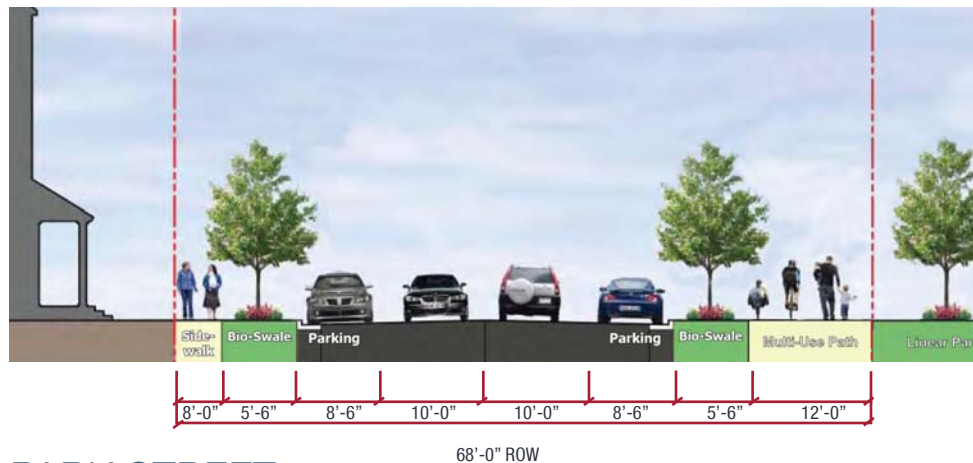 Side-
walk
Bio-Swale
Parking
Parking
Bio-Swale
Multi-Use Path
8'-0”
5'-6”
8'-6”
10'-0”
10'-0”
8'-6”
5'-6”
12'-0”
68'-0” ROW